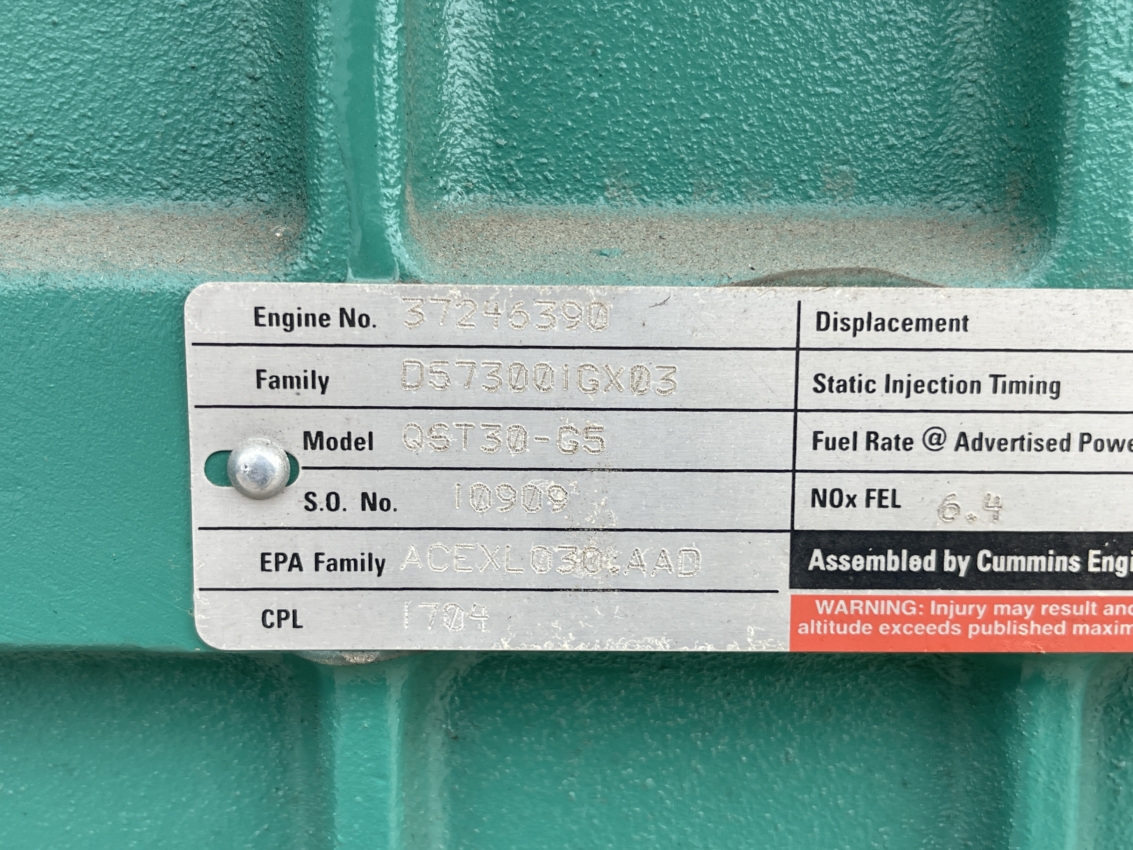 Engine No. 37246390
Family D573001GX03
Model QST30-G5
S.O. No. 10909
EPA Family ACEXL030.AAD
CPL 1704
Displacement
Static Injection Timing
Fuel Rate @ Advertised Powe
NOx FEL 6.4
Assembled by Cummins Engi
WARNING: Injury may result and
altitude exceeds published maxim